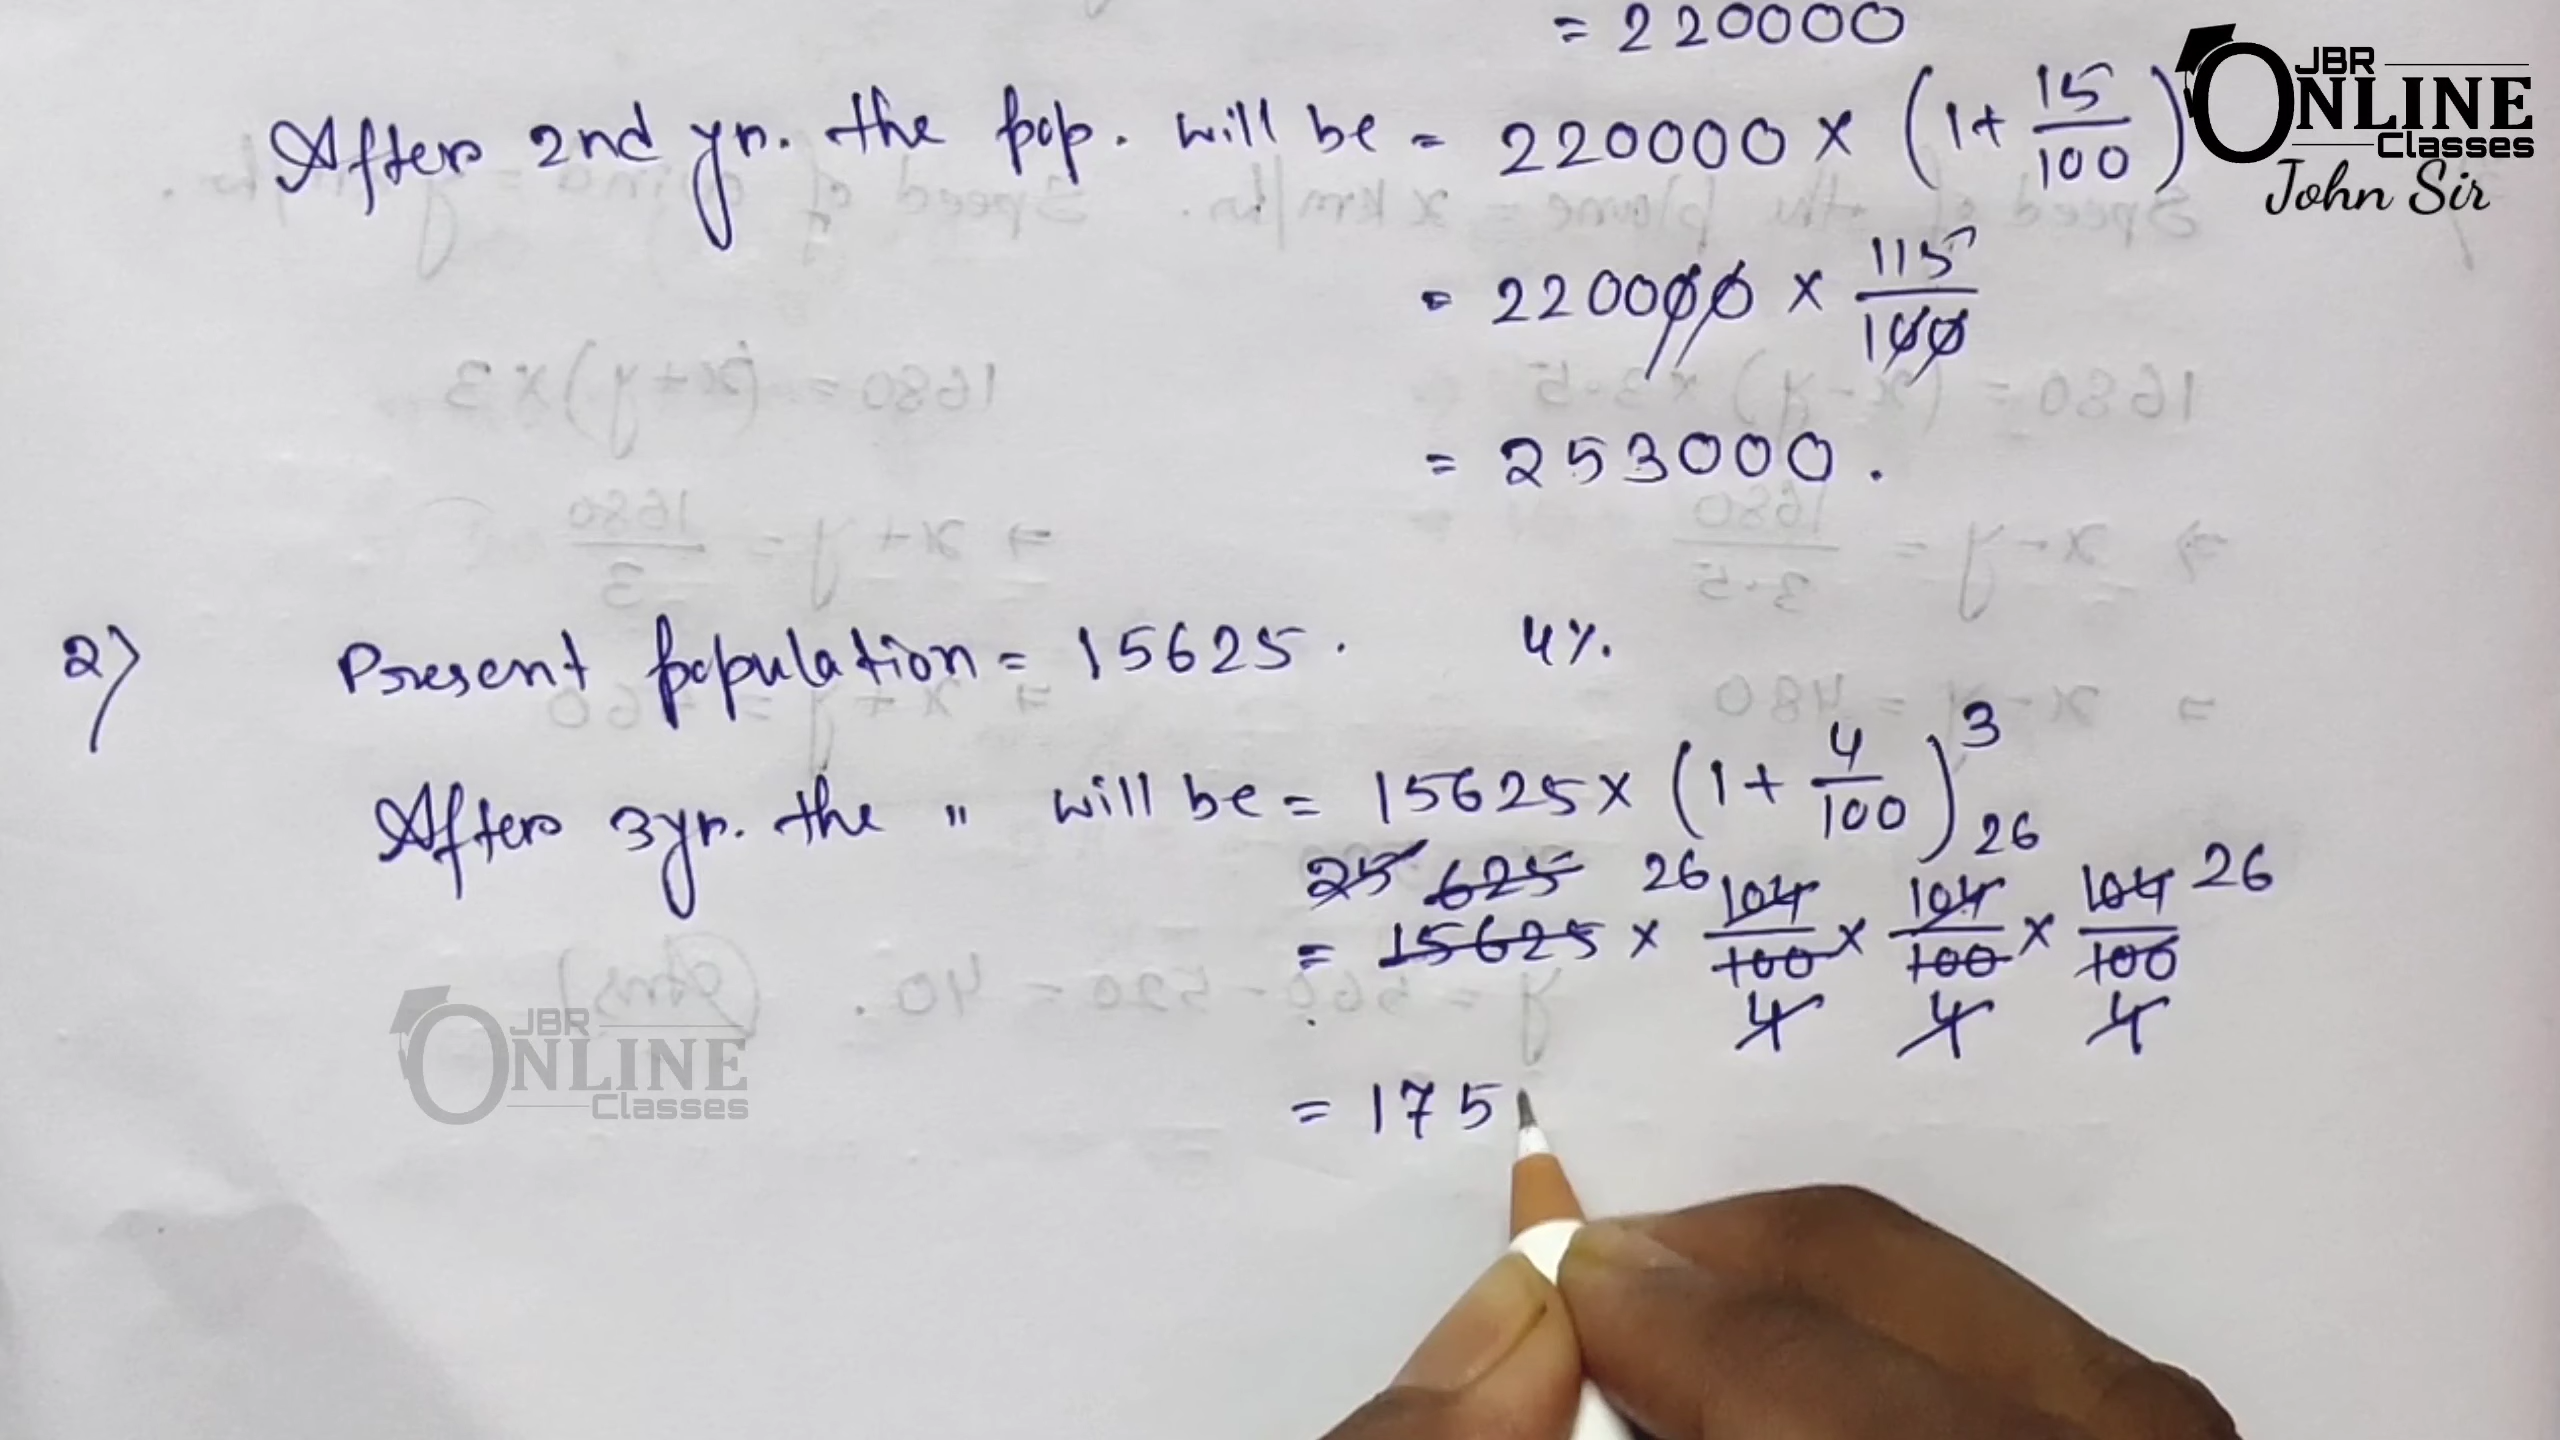 = 220000
After 2nd yr. the pop. will be = 220000 × (1 + 15/100)
JBR
ONLINE
Classes
John Sir
= 220000 × 115/100
= 253000.
2) Present population = 15625. 4%.
After 3yr. the " will be = 15625 × (1 + 4/100)^3
25 625 26 26 26
= 15625 × 104/100 × 104/100 × 104/100
4 4 4
JBR
ONLINE
Classes
= 175